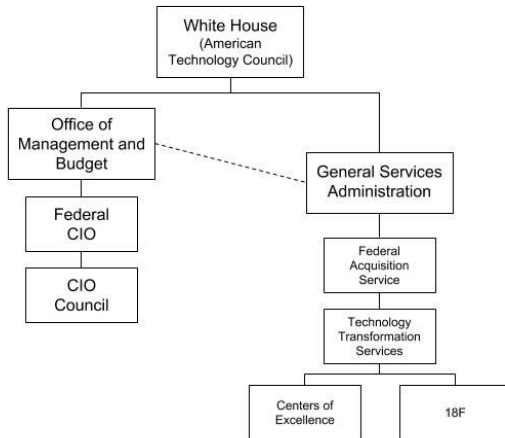 White House
(American
Technology Council)
Office of
Management and
Budget
General Services
Administration
Federal
CIO
Federal
Acquisition
Service
CIO
Council
Technology
Transformation
Services
Centers of
Excellence
18F